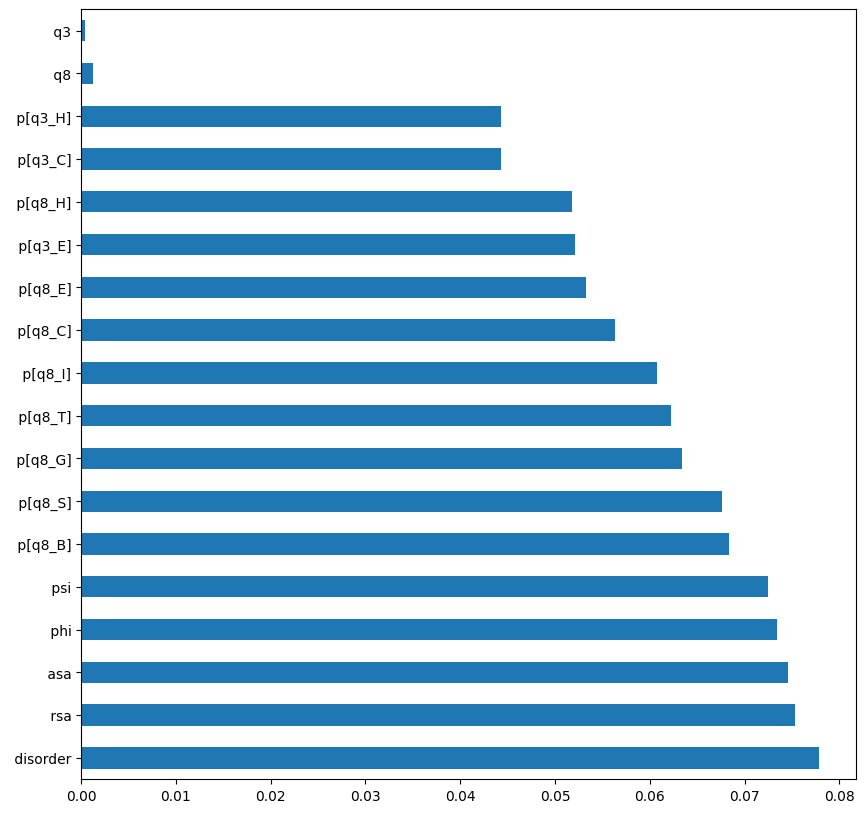 q3
q8
p[q3_H]
p[q3_C]
p[q8_H]
p[q3_E]
p[q8_E]
p[q8_C]
p[q8_I]
p[q8_T]
p[q8_G]
p[q8_S]
p[q8_B]
psi
phi
asa
rsa
disorder
0.00 0.01 0.02 0.03 0.04 0.05 0.06 0.07 0.08